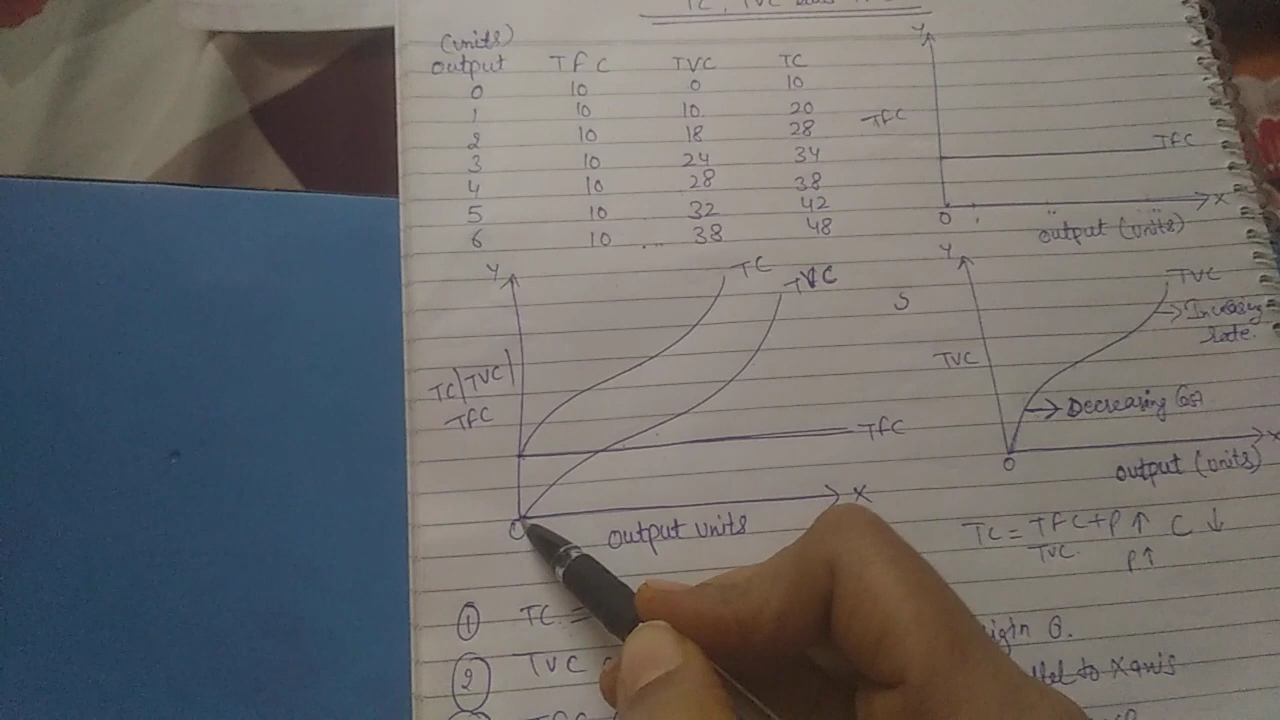 TC, TVC
(units)
output TFC TVC TC
0 10 0 10
1 10 10. 20
2 10 18 28
3 10 24 34
4 10 28 38
5 10 32 42
6 10 ... 38 48
Y
TFC
TFC
0
X
output (units)
Y
TC
TVC
TC/TVC/
TFC
TFC
O
X
output units
S
Y
TVC
→ Increasing
rate.
TVC
→ Decreasing
0
X
output (units)
TC = TFC+P↑ C↓
TVC P↑
① TC =
② TVC
to X axis